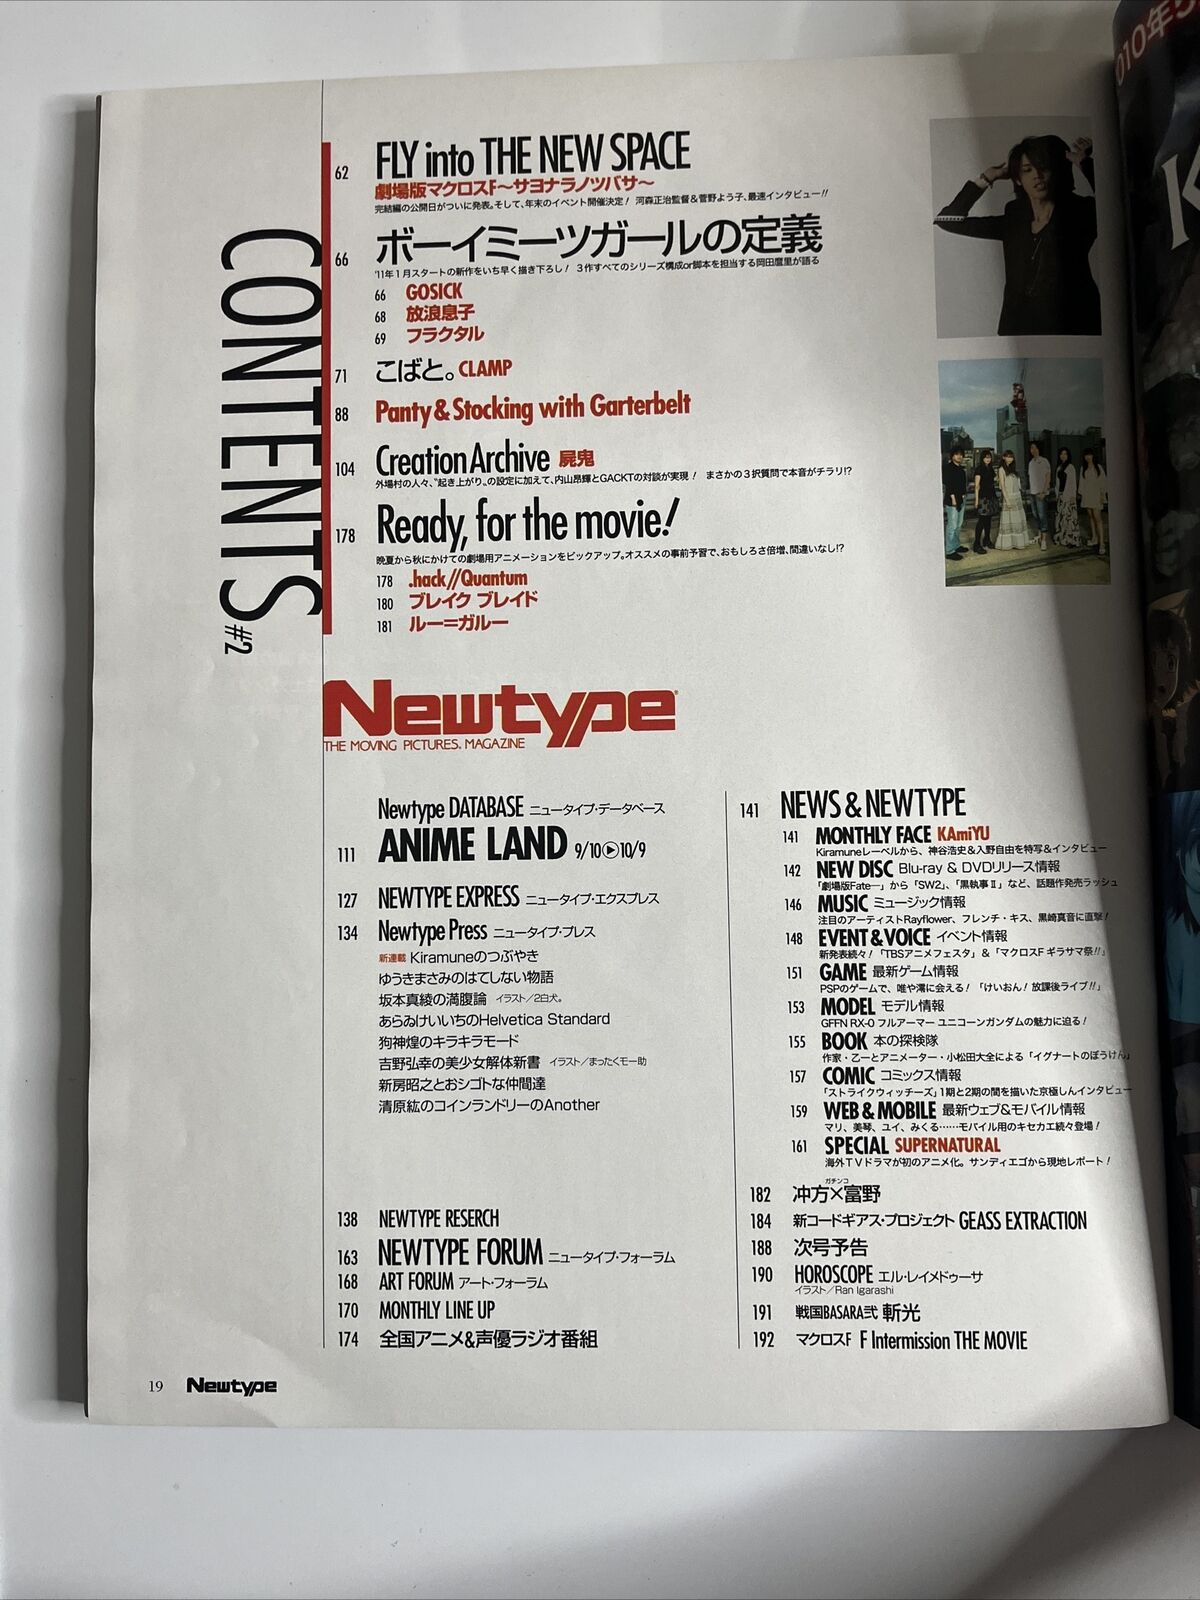 CONTENTS #2
62 FLY into THE NEW SPACE
劇場版マクロスF〜サヨナラノツバサ〜
完結編の公開日がついに発表。そして、年末のイベント開催決定! 河森正治監督&菅野よう子、最速インタビュー!!
66 ボーイミーツガールの定義
'11年1月スタートの新作をいち早く描き下ろし! 3作すべてのシリーズ構成or脚本を担当する岡田麿里が語る
66 GOSICK
68 放浪息子
69 フラクタル
71 こばと。CLAMP
88 Panty & Stocking with Garterbelt
104 Creation Archive 屍鬼
外場村の人々、“起き上がり”の設定に加えて、内山昂輝とGACKTの対談が実現! まさかの3択質問で本音がチラリ!?
178 Ready, for the movie!
晩夏から秋にかけての劇場用アニメーションをピックアップ。オススメの事前予習で、おもしろさ倍増、間違いなし!?
178 .hack//Quantum
180 ブレイク ブレイド
181 ルー=ガルー
Newtype®
THE MOVING PICTURES. MAGAZINE
Newtype DATABASE ニュータイプ・データベース
111 ANIME LAND 9/10▶10/9
127 NEWTYPE EXPRESS ニュータイプ・エクスプレス
134 Newtype Press ニュータイプ・プレス
新連載 Kiramuneのつぶやき
ゆうきまさみのはてしない物語
坂本真綾の満腹論 イラスト/2白犬。
あらゐけいいちのHelvetica Standard
狗神煌のキラキラモード
吉野弘幸の美少女解体新書 イラスト/まったくモー助
新房昭之とおシゴトな仲間達
清原紘のコインランドリーのAnother
138 NEWTYPE RESERCH
163 NEWTYPE FORUM ニュータイプ・フォーラム
168 ART FORUM アート・フォーラム
170 MONTHLY LINE UP
174 全国アニメ&声優ラジオ番組
141 NEWS & NEWTYPE
141 MONTHLY FACE KAmiYU
Kiramuneレーベルから、神谷浩史&入野自由を特写&インタビュー
142 NEW DISC Blu-ray & DVDリリース情報
「劇場版Fate―」から「SW2」、「黒執事Ⅱ」など、話題作発売ラッシュ
146 MUSIC ミュージック情報
注目のアーティストRayflower、フレンチ・キス、黒崎真音に直撃!
148 EVENT & VOICE イベント情報
新発表続々!「TBSアニメフェスタ」&「マクロスF ギラサマ祭!!」
151 GAME 最新ゲーム情報
PSPのゲームで、唯や澪に会える!「けいおん! 放課後ライブ!!」
153 MODEL モデル情報
GFFN RX-0 フルアーマー ユニコーンガンダムの魅力に迫る!
155 BOOK 本の探検隊
作家・乙一とアニメーター・小松田大全による「イグナートのぼうけん」
157 COMIC コミックス情報
「ストライクウィッチーズ」1期と2期の間を描いた京極しんインタビュー
159 WEB & MOBILE 最新ウェブ&モバイル情報
マリ、美琴、ユイ、みくる……モバイル用のキセカエ続々登場!
161 SPECIAL SUPERNATURAL
海外TVドラマが初のアニメ化。サンディエゴから現地レポート!
ガチンコ
182 冲方×富野
184 新コードギアス・プロジェクト GEASS EXTRACTION
188 次号予告
190 HOROSCOPE エル・レイメドゥーサ
イラスト/Ran Igarashi
191 戦国BASARA弐 斬光
192 マクロスF F Intermission THE MOVIE
19 Newtype